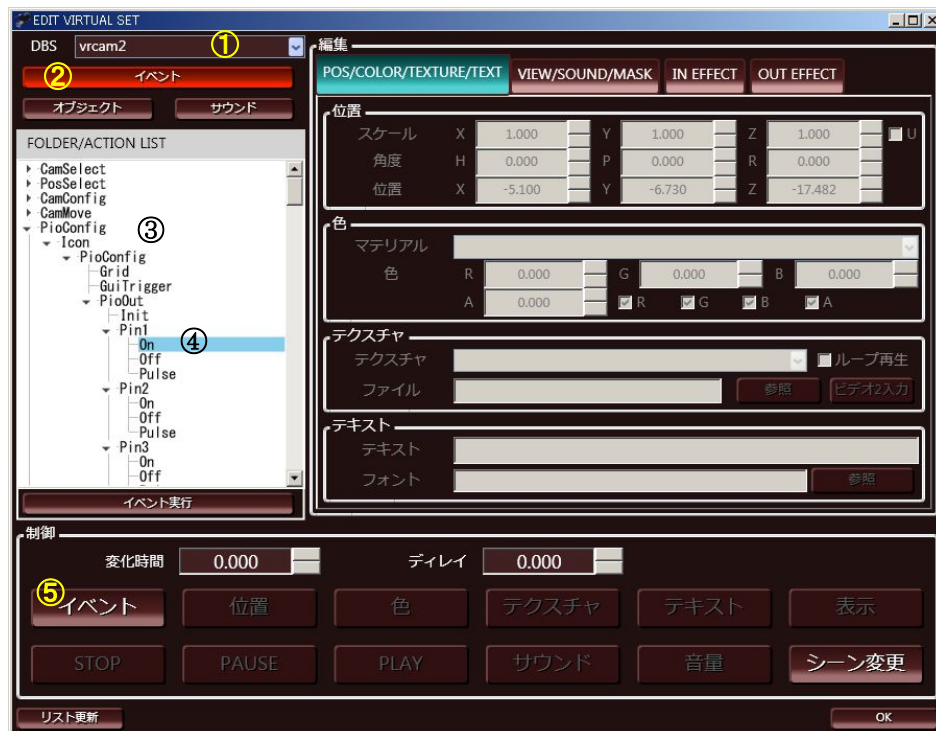 EDIT VIRTUAL SET
DBS vrcam2 ①
② イベント
オブジェクト サウンド
FOLDER/ACTION LIST
CamSelect
PosSelect
CamConfig
CamMove
PioConfig ③
Icon
PioConfig
Grid
GuiTrigger
PioOut
Init
Pin1
On ④
Off
Pulse
Pin2
On
Off
Pulse
Pin3
On
Off
イベント実行
編集
POS/COLOR/TEXTURE/TEXT VIEW/SOUND/MASK IN EFFECT OUT EFFECT
位置
スケール X 1.000 Y 1.000 Z 1.000 U
角度 H 0.000 P 0.000 R 0.000
位置 X -5.100 Y -6.730 Z -17.482
色
マテリアル
色 R 0.000 G 0.000 B 0.000
A 0.000 R G B A
テクスチャ
テクスチャ ループ再生
ファイル 参照 ビデオ2入力
テキスト
テキスト
フォント 参照
制御
変化時間 0.000 ディレイ 0.000
⑤ イベント 位置 色 テクスチャ テキスト 表示
STOP PAUSE PLAY サウンド 音量 シーン変更
リスト更新 OK